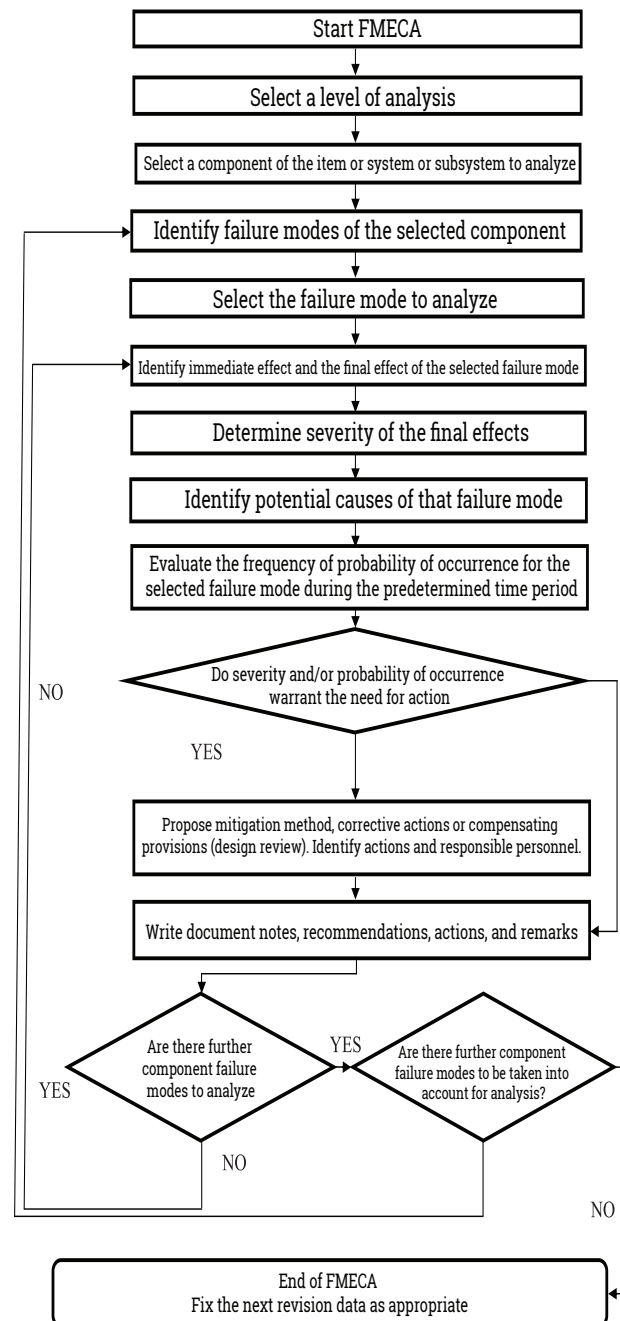 Start FMECA
Select a level of analysis
Select a component of the item or system or subsystem to analyze
Identify failure modes of the selected component
Select the failure mode to analyze
Identify immediate effect and the final effect of the selected failure mode
Determine severity of the final effects
Identify potential causes of that failure mode
Evaluate the frequency of probability of occurrence for the
selected failure mode during the predetermined time period
Do severity and/or probability of occurrence
warrant the need for action
NO
YES
Propose mitigation method, corrective actions or compensating
provisions (design review). Identify actions and responsible personnel.
Write document notes, recommendations, actions, and remarks
Are there further
component failure
modes to analyze
YES
YES
Are there further component
failure modes to be taken into
account for analysis?
NO
NO
End of FMECA
Fix the next revision data as appropriate